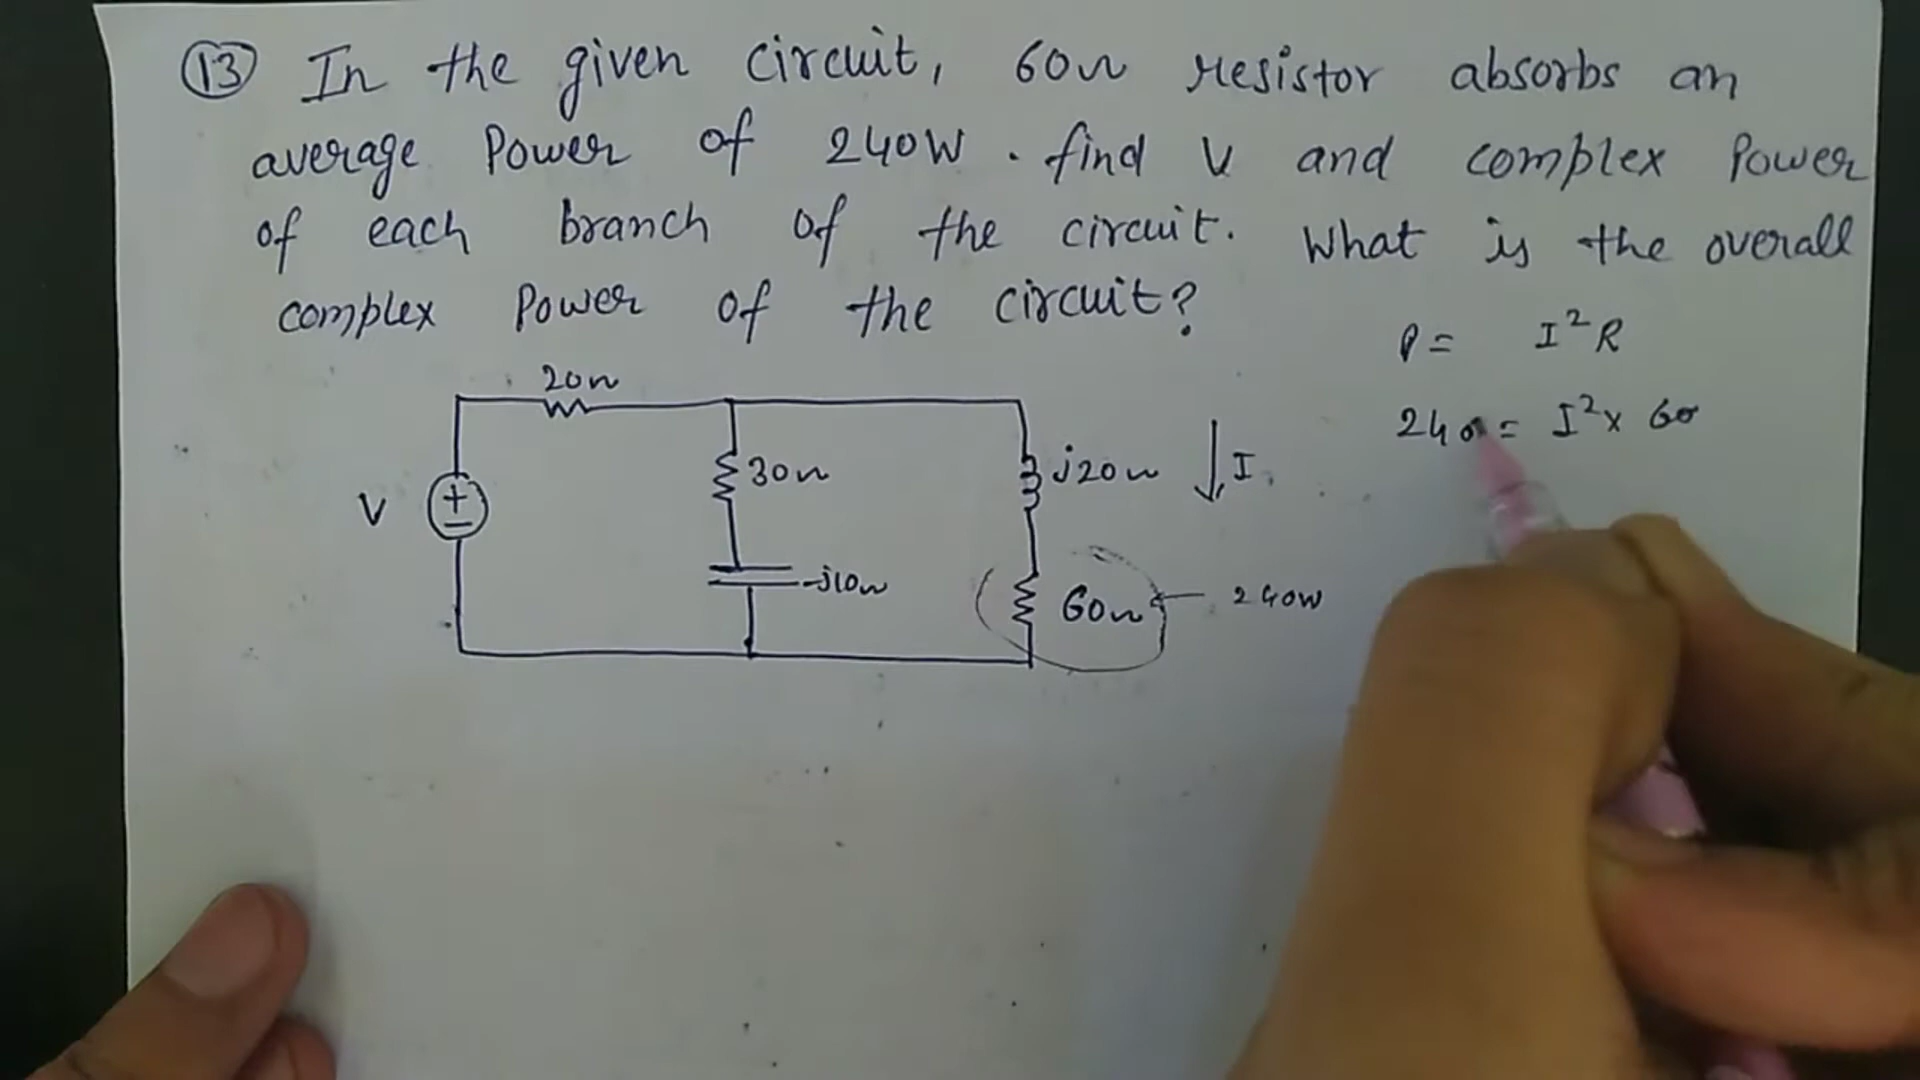 13 In the given circuit, 60Ω resistor absorbs an
average Power of 240W. find V and complex Power
of each branch of the circuit. What is the overall
complex Power of the circuit?
P = I²R
240 = I² x 60
20Ω
V
+
-
30Ω
-j10Ω
j20Ω
I
60Ω
240W